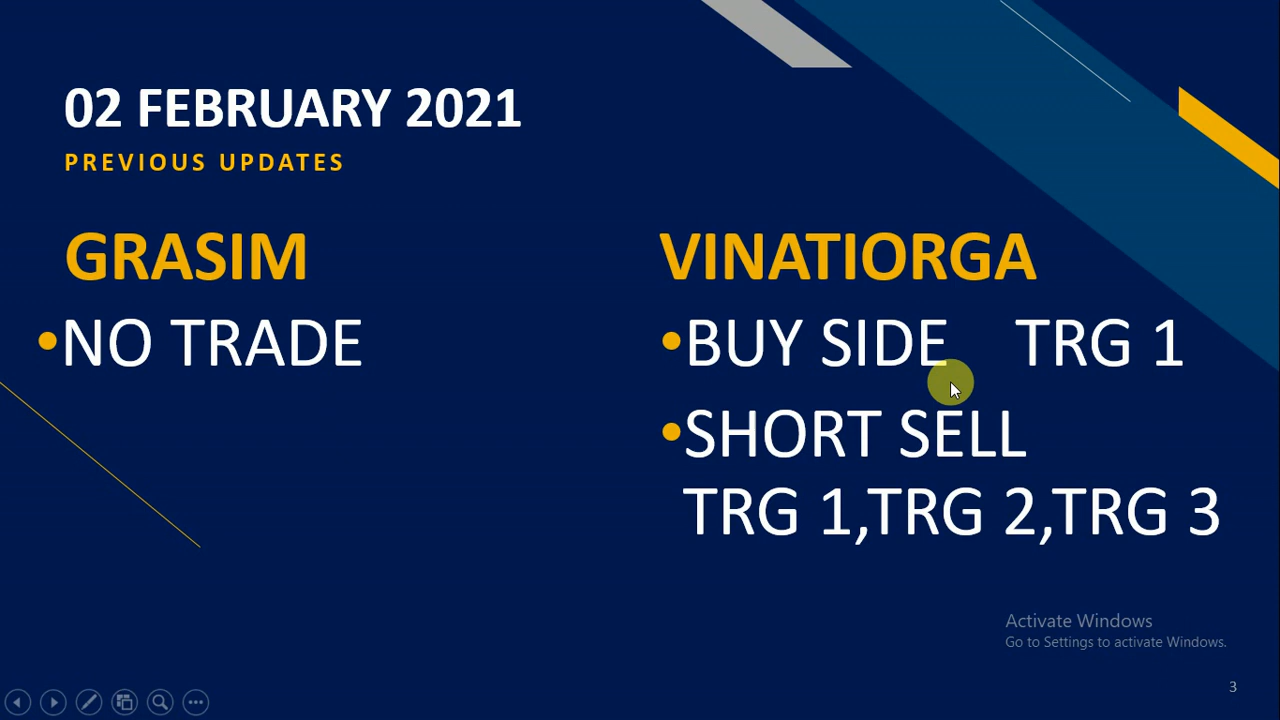 02 FEBRUARY 2021
PREVIOUS UPDATES
GRASIM
•NO TRADE
VINATIORGA
•BUY SIDE TRG 1
•SHORT SELL
TRG 1,TRG 2,TRG 3
Activate Windows
Go to Settings to activate Windows.
3